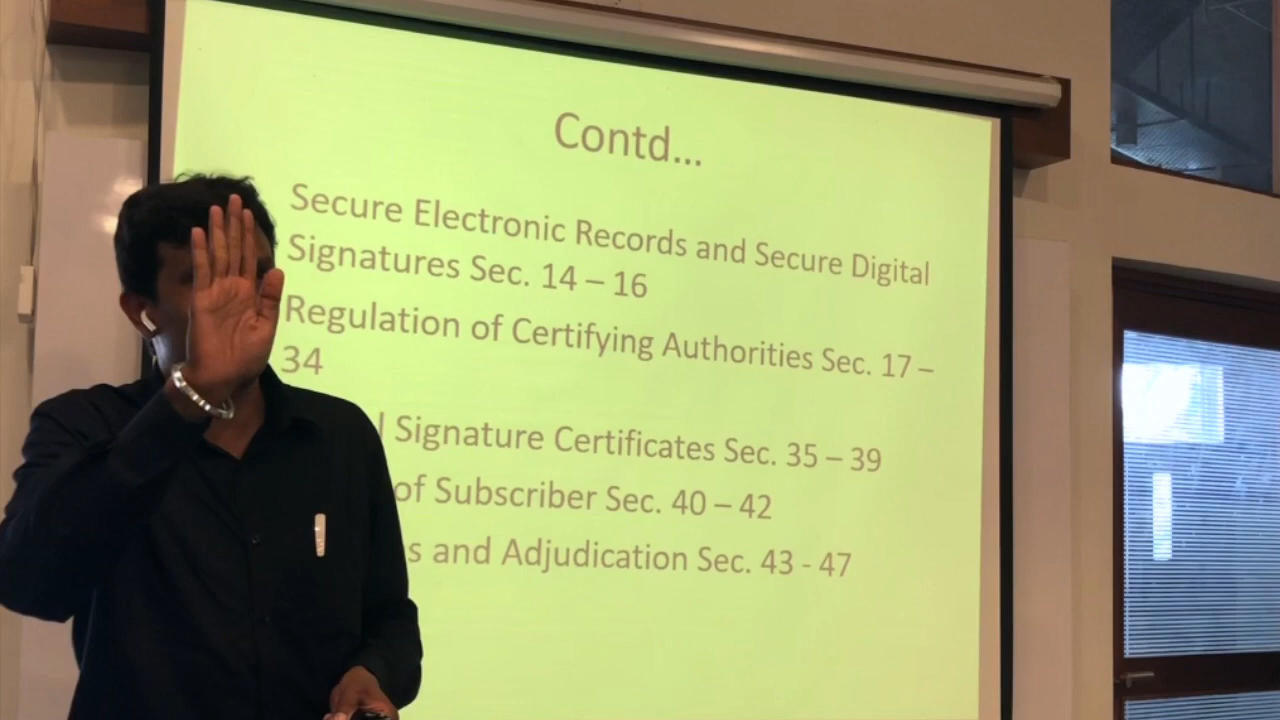 Contd...
Secure Electronic Records and Secure Digital
Signatures Sec. 14 – 16
Regulation of Certifying Authorities Sec. 17 –
34
Signature Certificates Sec. 35 – 39
of Subscriber Sec. 40 – 42
and Adjudication Sec. 43 - 47